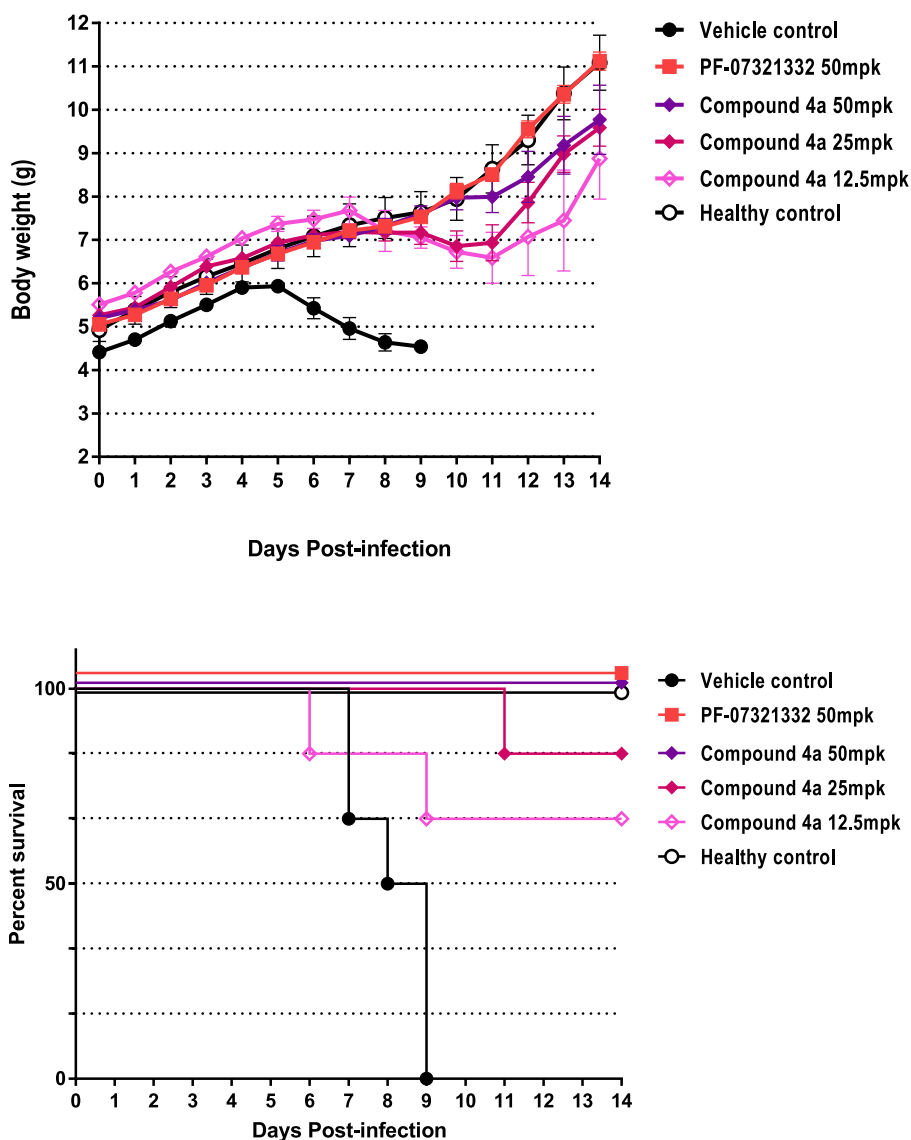 12
11
10
9
8
7
6
5
4
3
2
Body weight (g)
0 1 2 3 4 5 6 7 8 9 10 11 12 13 14
Days Post-infection
Vehicle control
PF-07321332 50mpk
Compound 4a 50mpk
Compound 4a 25mpk
Compound 4a 12.5mpk
Healthy control
100
50
0
Percent survival
0 1 2 3 4 5 6 7 8 9 10 11 12 13 14
Days Post-infection
Vehicle control
PF-07321332 50mpk
Compound 4a 50mpk
Compound 4a 25mpk
Compound 4a 12.5mpk
Healthy control